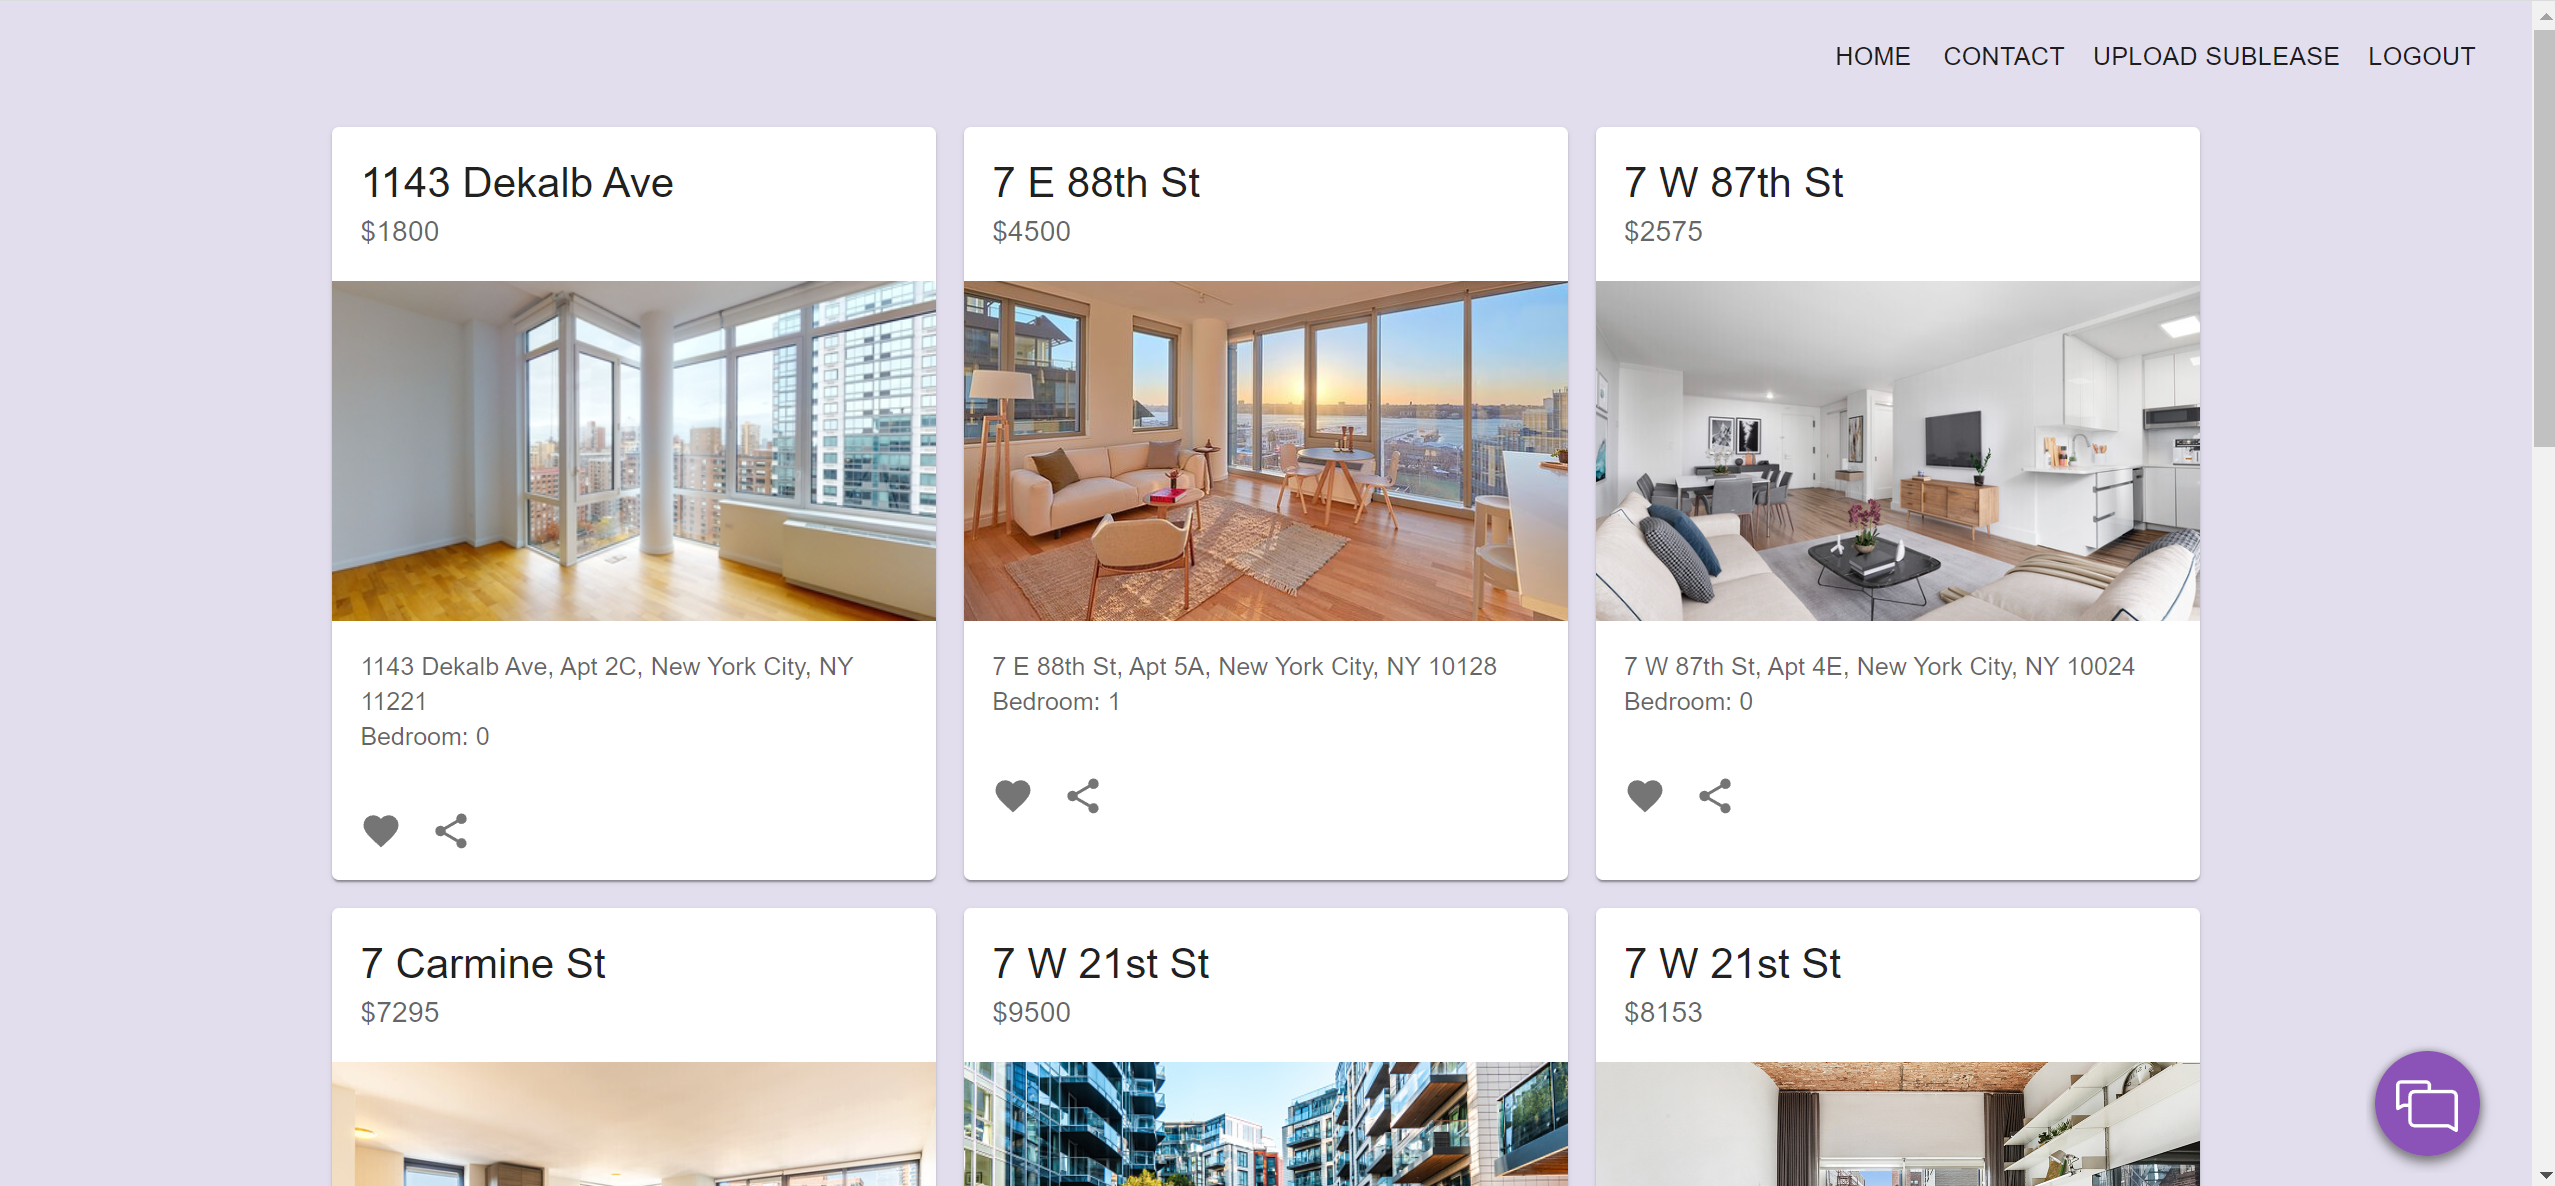 HOME CONTACT UPLOAD SUBLEASE LOGOUT
1143 Dekalb Ave
$1800
1143 Dekalb Ave, Apt 2C, New York City, NY
11221
Bedroom: 0
7 E 88th St
$4500
7 E 88th St, Apt 5A, New York City, NY 10128
Bedroom: 1
7 W 87th St
$2575
7 W 87th St, Apt 4E, New York City, NY 10024
Bedroom: 0
7 Carmine St
$7295
7 W 21st St
$9500
7 W 21st St
$8153